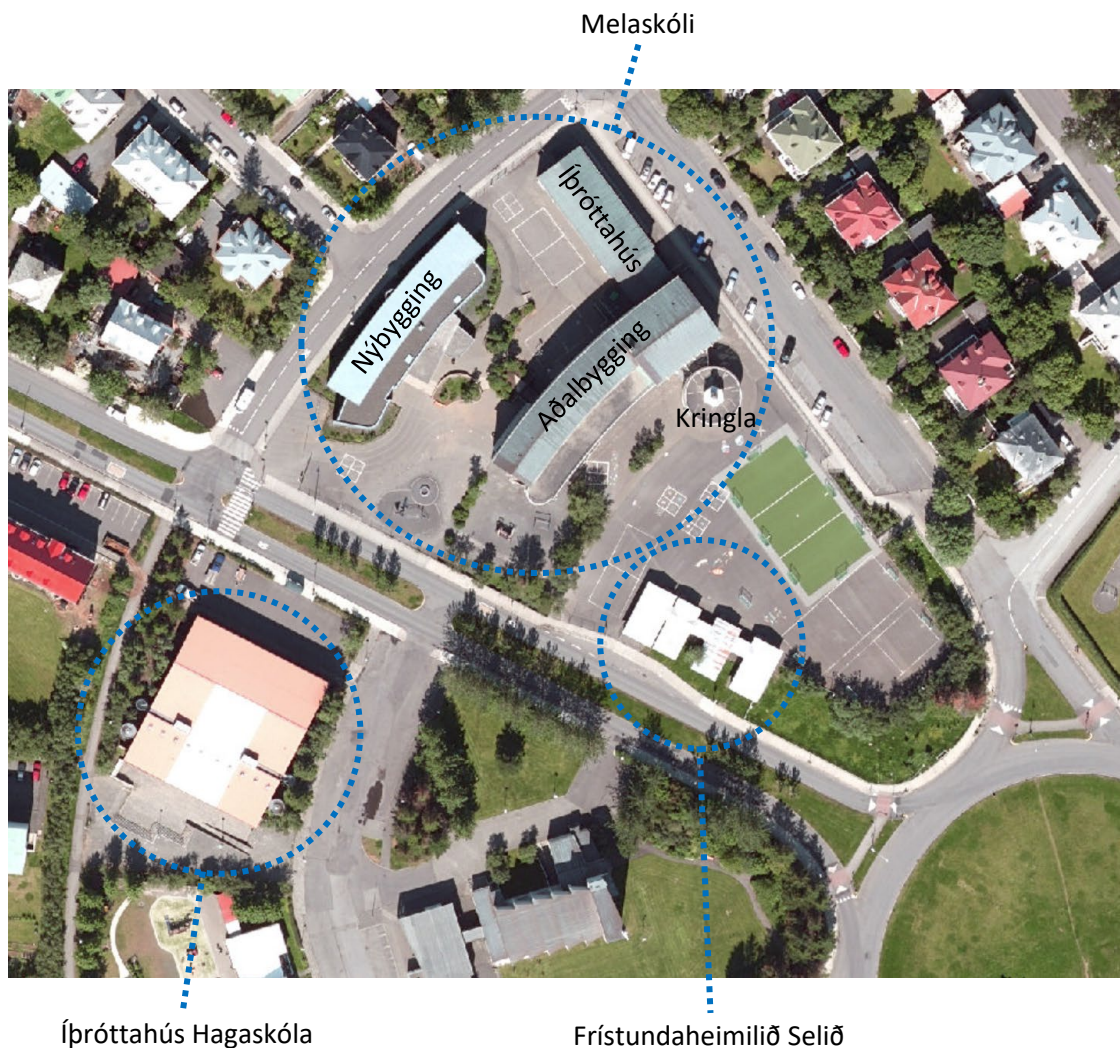 Melaskóli
Íþróttahús
Nýbygging
Aðalbygging
Kringla
Íþróttahús Hagaskóla
Frístundaheimilið Selið